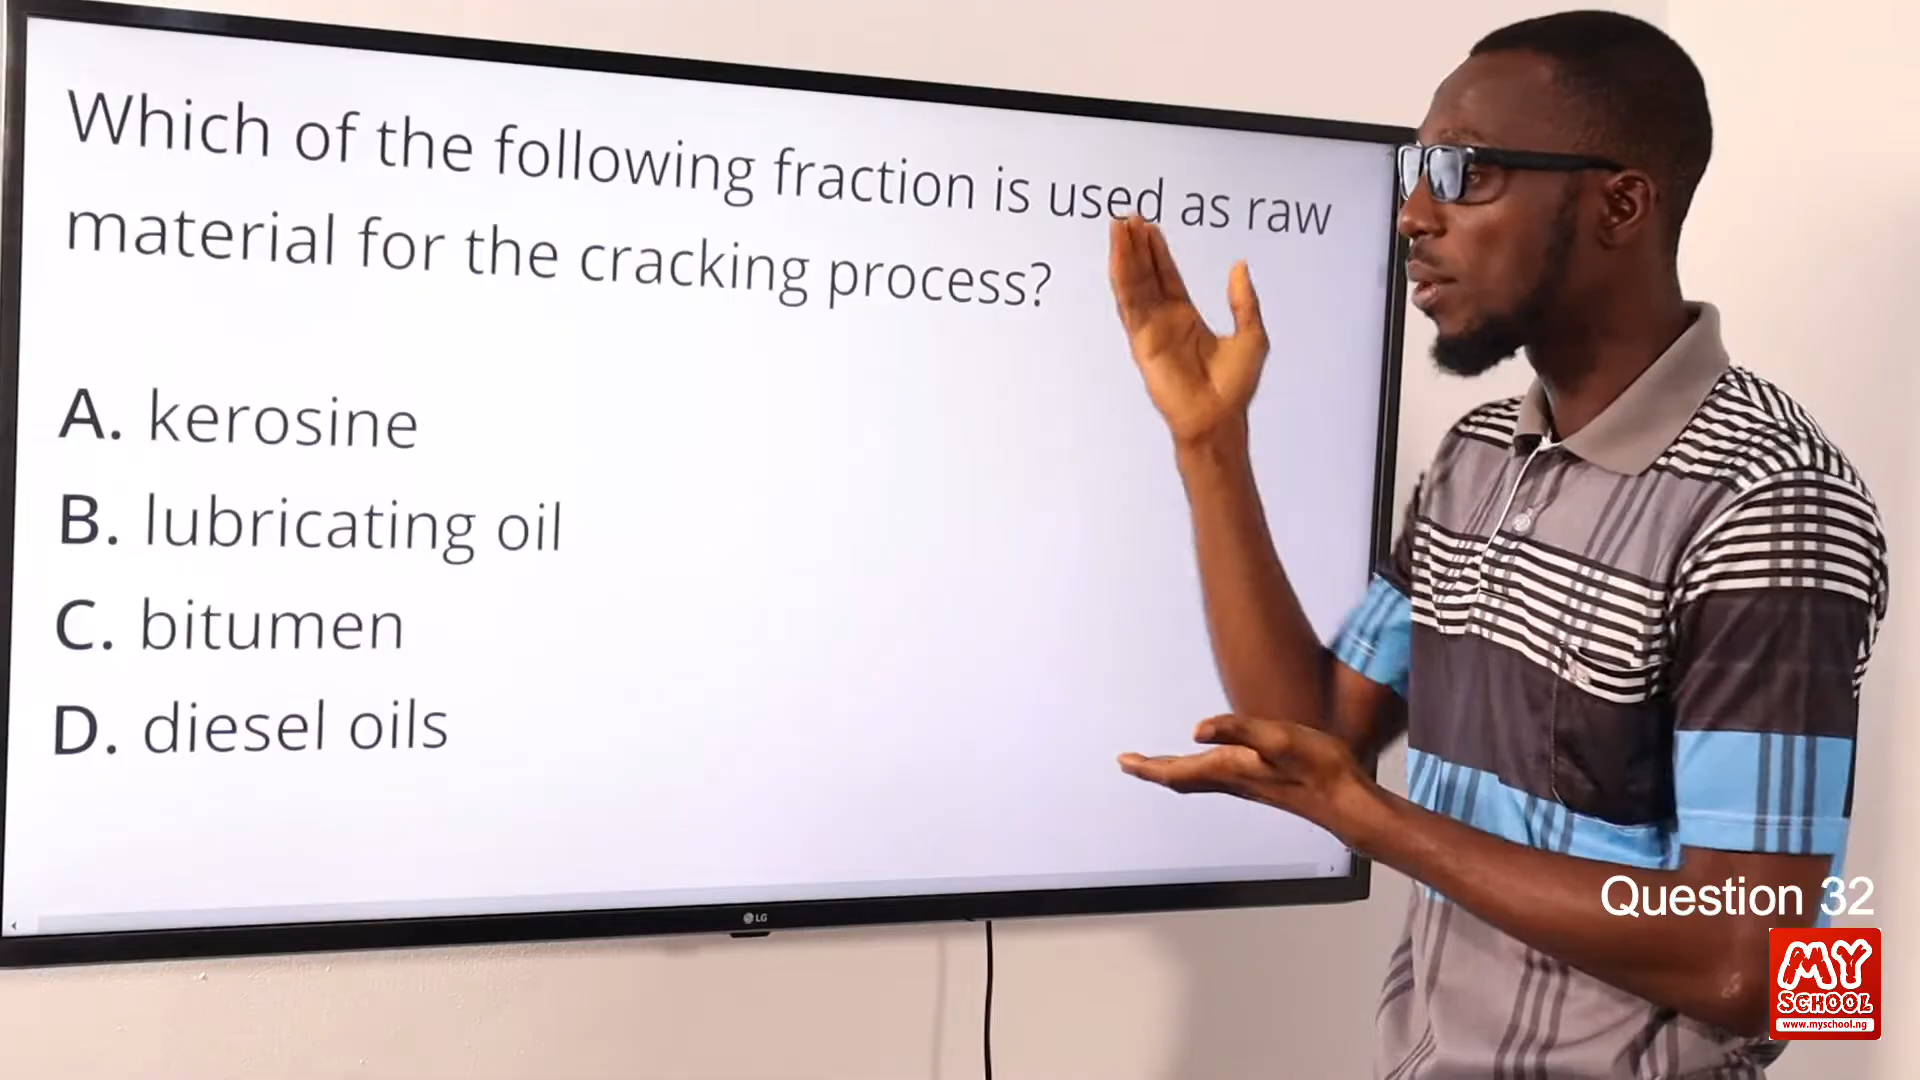 Which of the following fraction is used as raw
material for the cracking process?
A. kerosine
B. lubricating oil
C. bitumen
D. diesel oils
LG
Question 32
MY
SCHOOL
www.myschool.ng